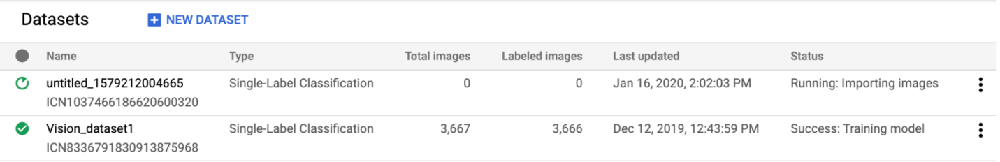 Datasets NEW DATASET
Name Type Total images Labeled images Last updated Status
untitled_1579212004665 Single-Label Classification 0 0 Jan 16, 2020, 2:02:03 PM Running: Importing images
ICN1037466186620600320
Vision_dataset1 Single-Label Classification 3,667 3,666 Dec 12, 2019, 12:43:59 PM Success: Training model
ICN8336791830913875968